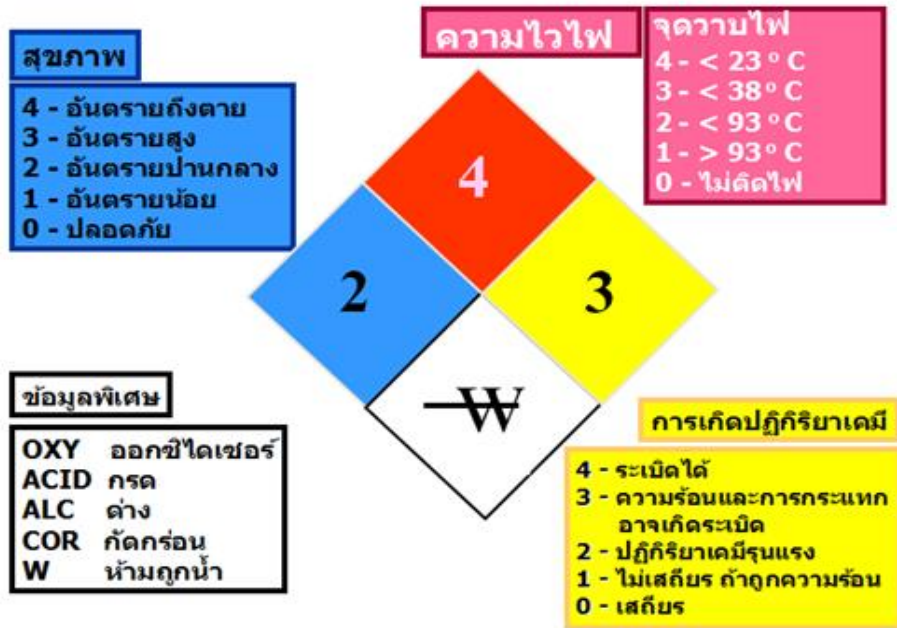 สุขภาพ
4 - อันตรายถึงตาย
3 - อันตรายสูง
2 - อันตรายปานกลาง
1 - อันตรายน้อย
0 - ปลอดภัย
ความไวไฟ
จุดวาบไฟ
4 - < 23 ° C
3 - < 38 ° C
2 - < 93 ° C
1 - > 93 ° C
0 - ไม่ติดไฟ
4
2
3
W
ข้อมูลพิเศษ
OXY ออกซิไดเซอร์
ACID กรด
ALC ด่าง
COR กัดกร่อน
W ห้ามถูกน้ำ
การเกิดปฏิกิริยาเคมี
4 - ระเบิดได้
3 - ความร้อนและการกระแทก
อาจเกิดระเบิด
2 - ปฏิกิริยาเคมีรุนแรง
1 - ไม่เสถียร ถ้าถูกความร้อน
0 - เสถียร